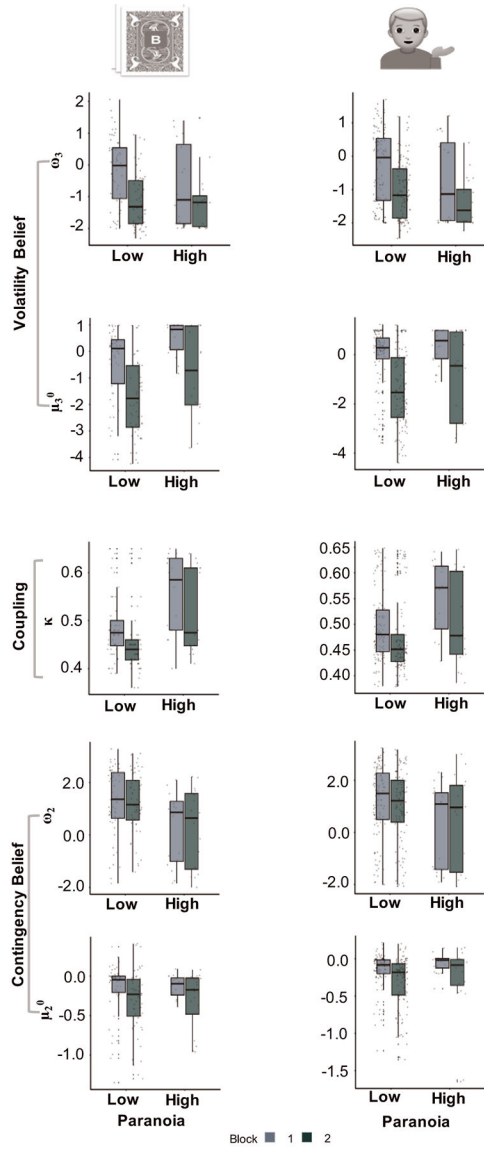 B
2
1
0
-1
-2
ω₃
Low High
1
0
-1
-2
Low High
Volatility Belief
1
0
-1
-2
-3
-4
μ₃⁰
Low High
0
-2
-4
Low High
Coupling
0.6
0.5
0.4
κ
Low High
0.65
0.60
0.55
0.50
0.45
0.40
Low High
Contingency Belief
2.0
0.0
-2.0
ω₂
Low High
2.0
0.0
-2.0
Low High
0.0
-0.5
-1.0
μ₂⁰
Low High
Paranoia
0.0
-0.5
-1.0
-1.5
Low High
Paranoia
Block 1 2